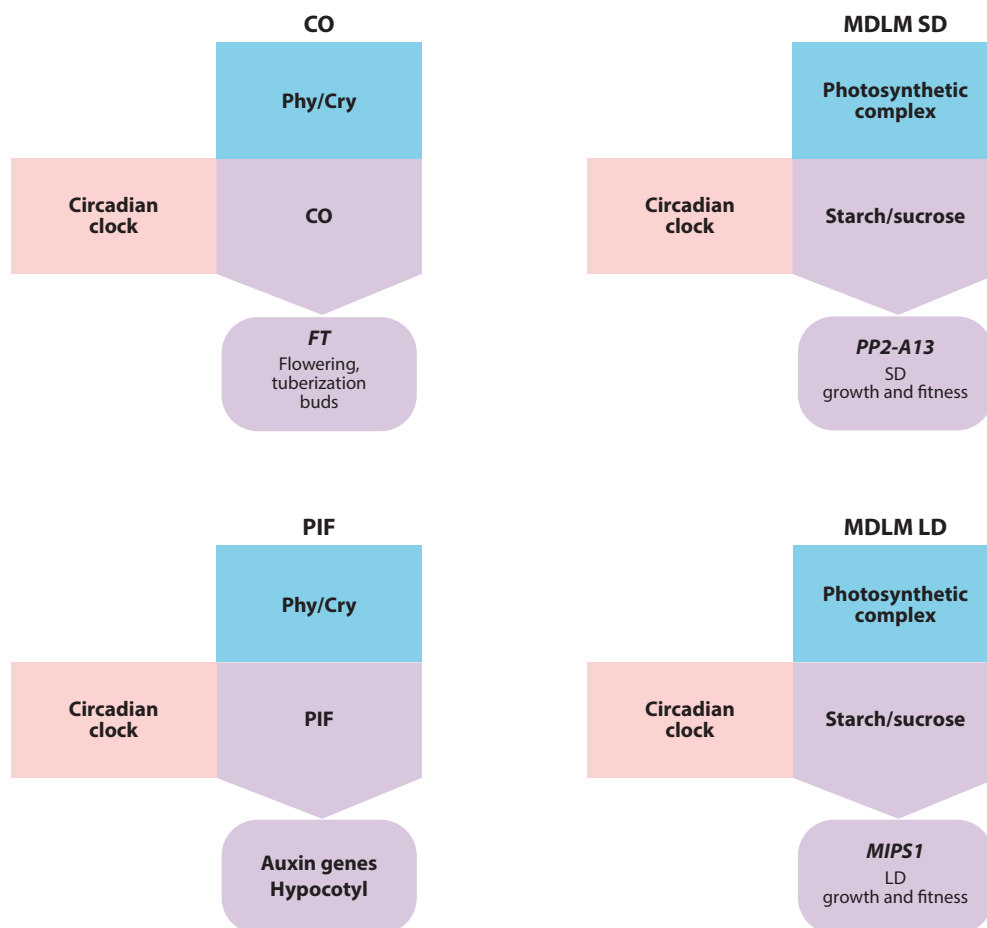 CO
Phy/Cry
Circadian
clock
CO
FT
Flowering,
tuberization
buds
MDLM SD
Photosynthetic
complex
Circadian
clock
Starch/sucrose
PP2-A13
SD
growth and fitness
PIF
Phy/Cry
Circadian
clock
PIF
Auxin genes
Hypocotyl
MDLM LD
Photosynthetic
complex
Circadian
clock
Starch/sucrose
MIPS1
LD
growth and fitness